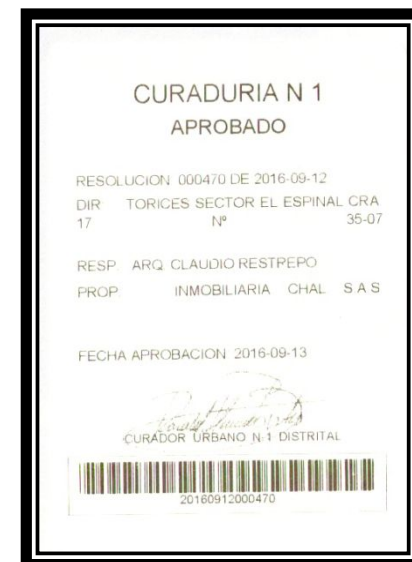 CURADURIA N 1
APROBADO
RESOLUCION 000470 DE 2016-09-12
DIR TORICES SECTOR EL ESPINAL CRA
17 Nº 35-07
RESP ARQ. CLAUDIO RESTREPO
PROP INMOBILIARIA CHAL S A S
FECHA APROBACION 2016-09-13
CURADOR URBANO N 1 DISTRITAL
20160912000470